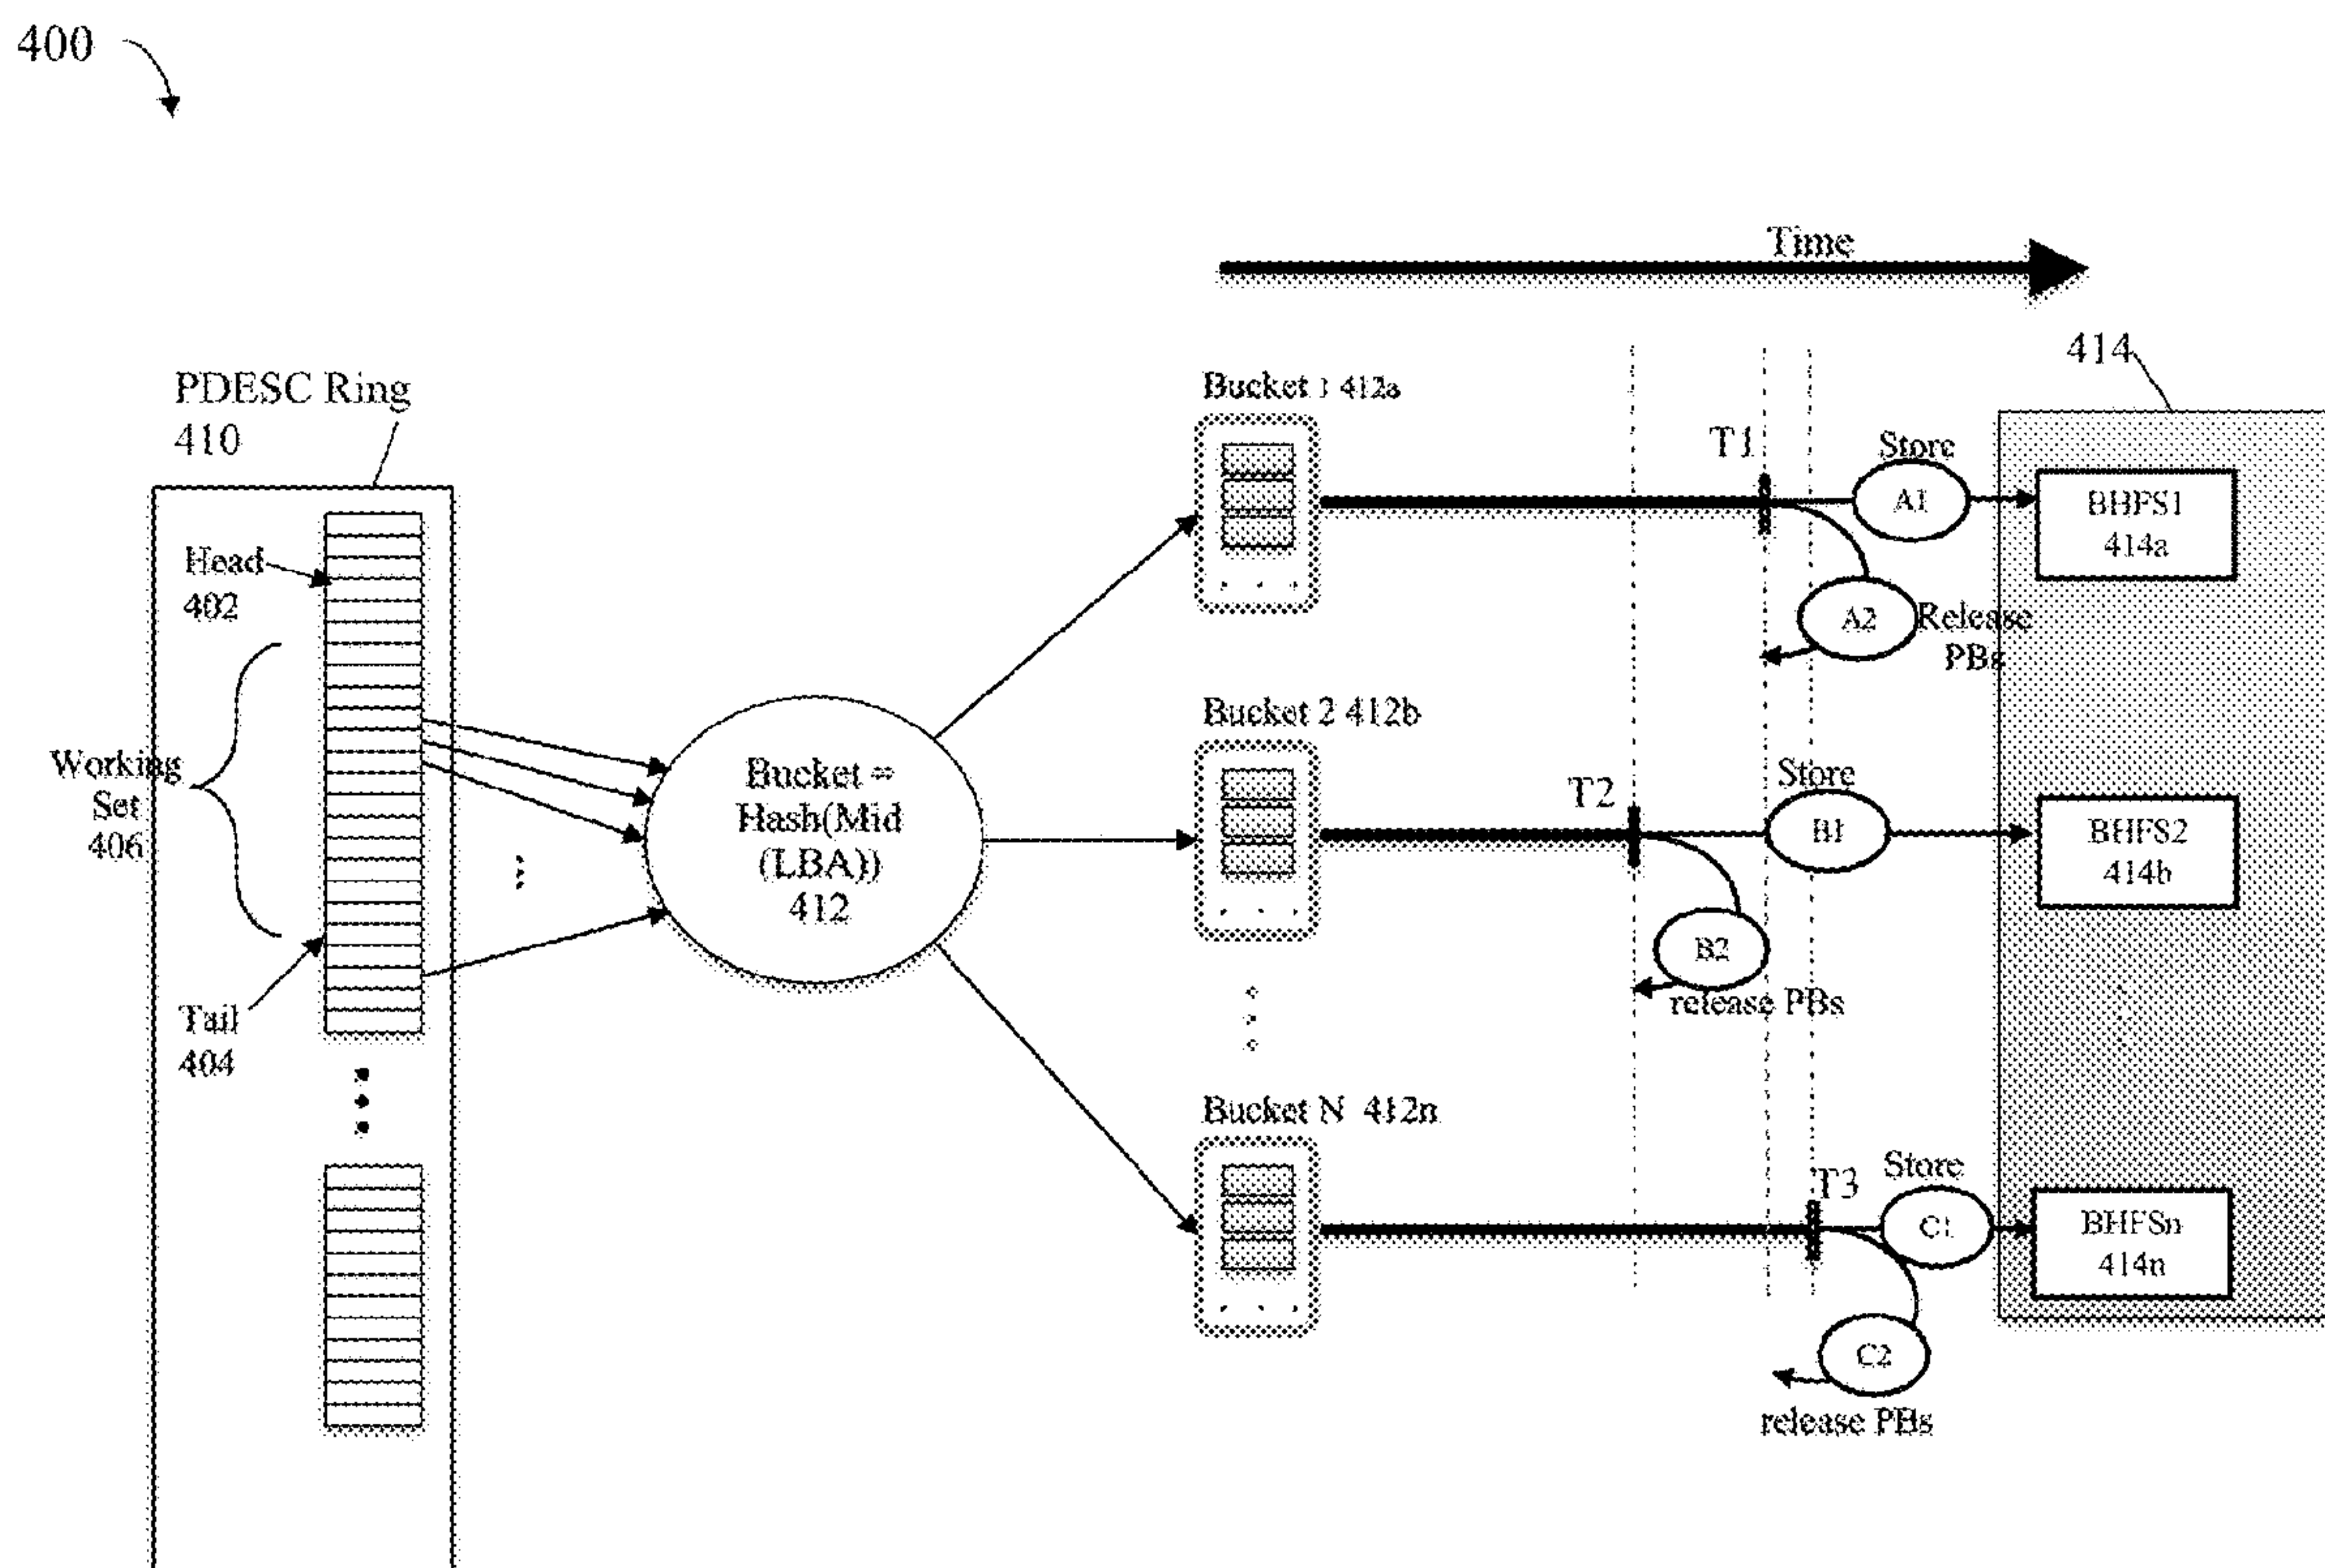 400
Time
414
PDESC Ring
410
Head
402
Working
Set
406
Tail
404
Bucket =
Hash(Mid
(LBA))
412
Bucket 1 412a
T1
Store
A1
BHFS1
414a
A2
Release
PBs
Bucket 2 412b
T2
Store
B1
BHFS2
414b
B2
release PBs
Bucket N 412n
T3
Store
C1
BHFSn
414n
C2
release PBs